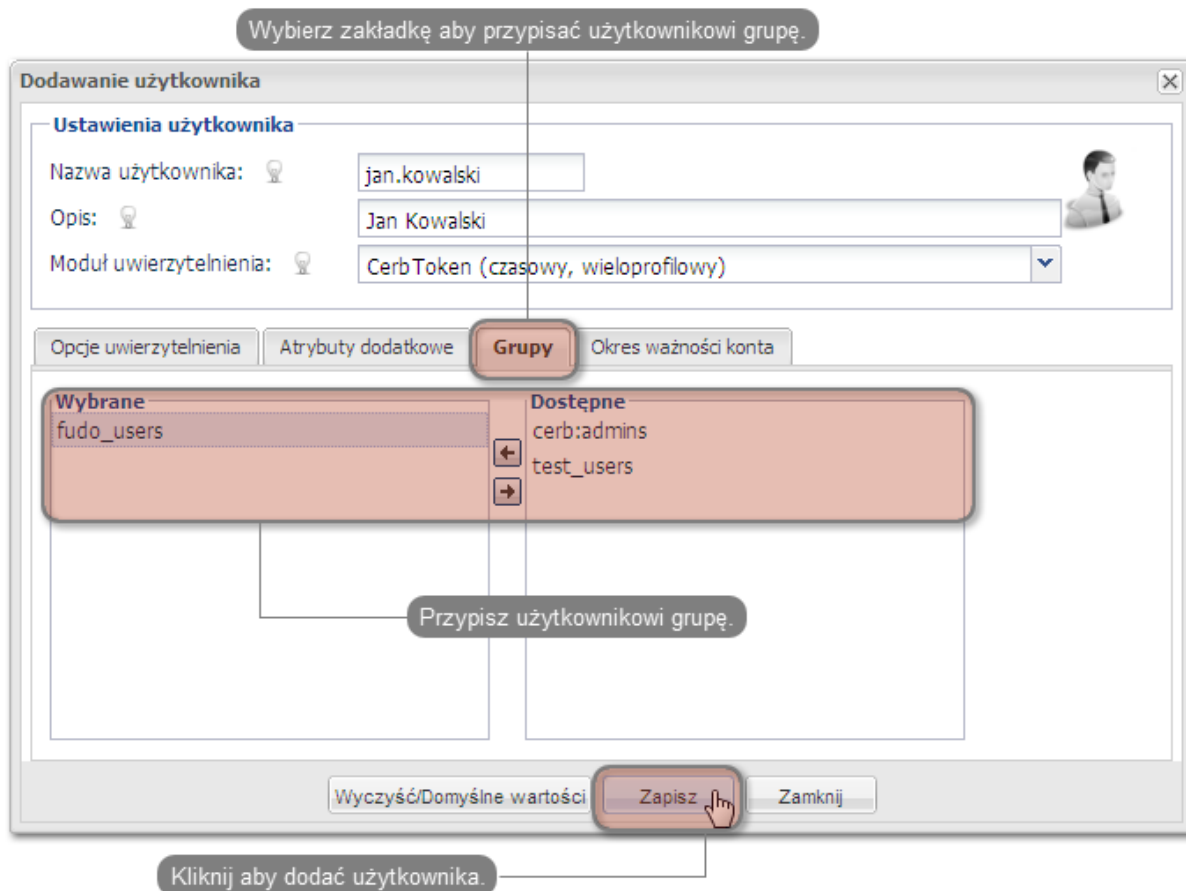 Wybierz zakładkę aby przypisać użytkownikowi grupę.
Dodawanie użytkownika
Ustawienia użytkownika
Nazwa użytkownika: jan.kowalski
Opis: Jan Kowalski
Moduł uwierzytelnienia: CerbToken (czasowy, wieloprofilowy)
Opcje uwierzytelnienia Atrybuty dodatkowe Grupy Okres ważności konta
Wybrane Dostępne
fudo_users cerb:admins
test_users
Przypisz użytkownikowi grupę.
Wyczyść/Domyślne wartości Zapisz Zamknij
Kliknij aby dodać użytkownika.